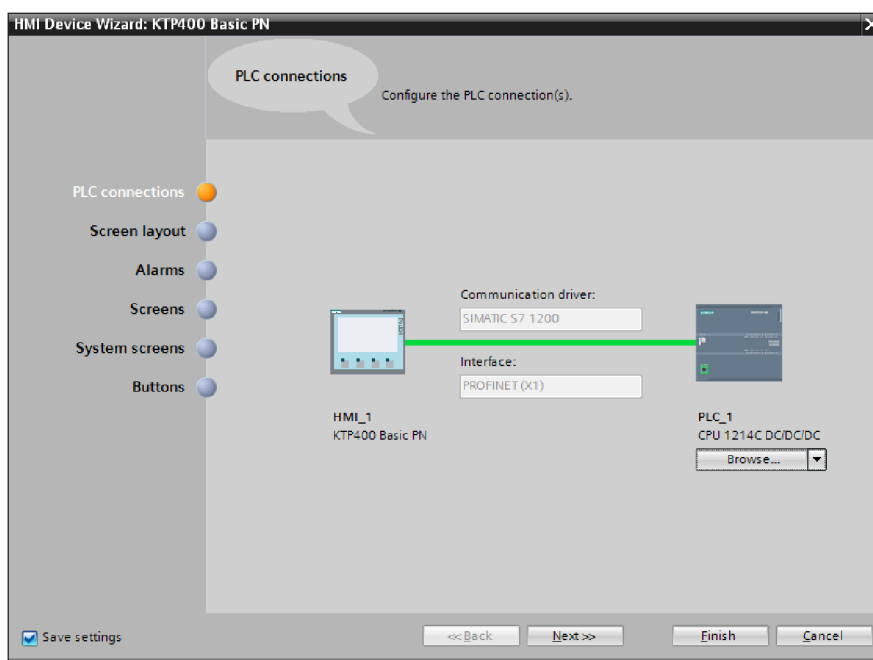 HMI Device Wizard: KTP400 Basic PN
PLC connections
Configure the PLC connection(s).
PLC connections
Screen layout
Alarms
Screens
System screens
Buttons
Communication driver:
SIMATIC S7 1200
Interface:
PROFINET (X1)
HMI_1
KTP400 Basic PN
PLC_1
CPU 1214C DC/DC/DC
Browse...
Save settings
<< Back
Next >>
Finish
Cancel